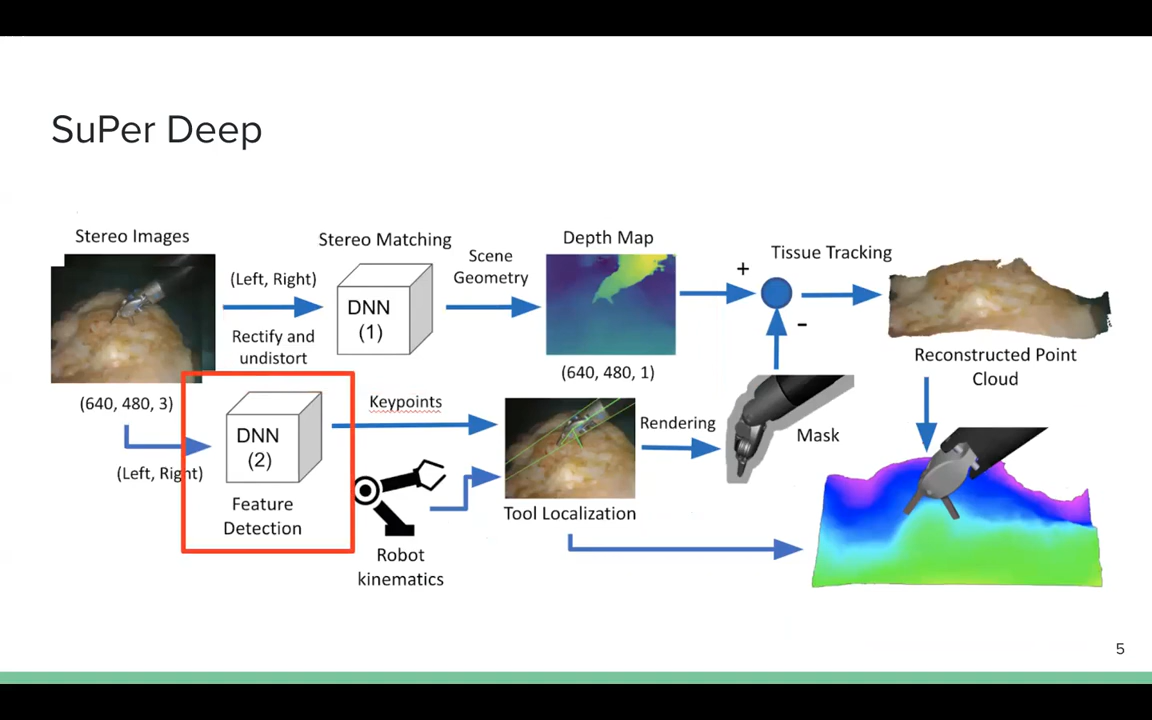 SuPer Deep
Stereo Images
(Left, Right)
Rectify and
undistort
(640, 480, 3)
(Left, Right)
Stereo Matching
DNN
(1)
Scene
Geometry
Depth Map
(640, 480, 1)
+
-
Tissue Tracking
Reconstructed Point
Cloud
DNN
(2)
Feature
Detection
Keypoints
Robot
kinematics
Tool Localization
Rendering
Mask
5